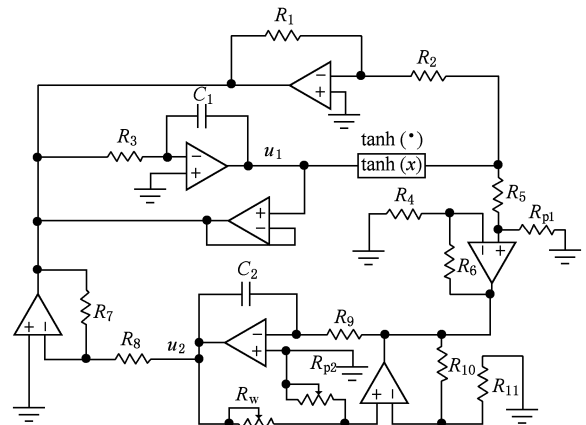 R1
R2
C1
R3
− +
− +
u1
tanh (·)
tanh (x)
+ −
R4
R5
Rp1
R6
− +
C2
R7
R8
u2
+ −
− +
R9
Rp2
Rw
+ −
R10
R11